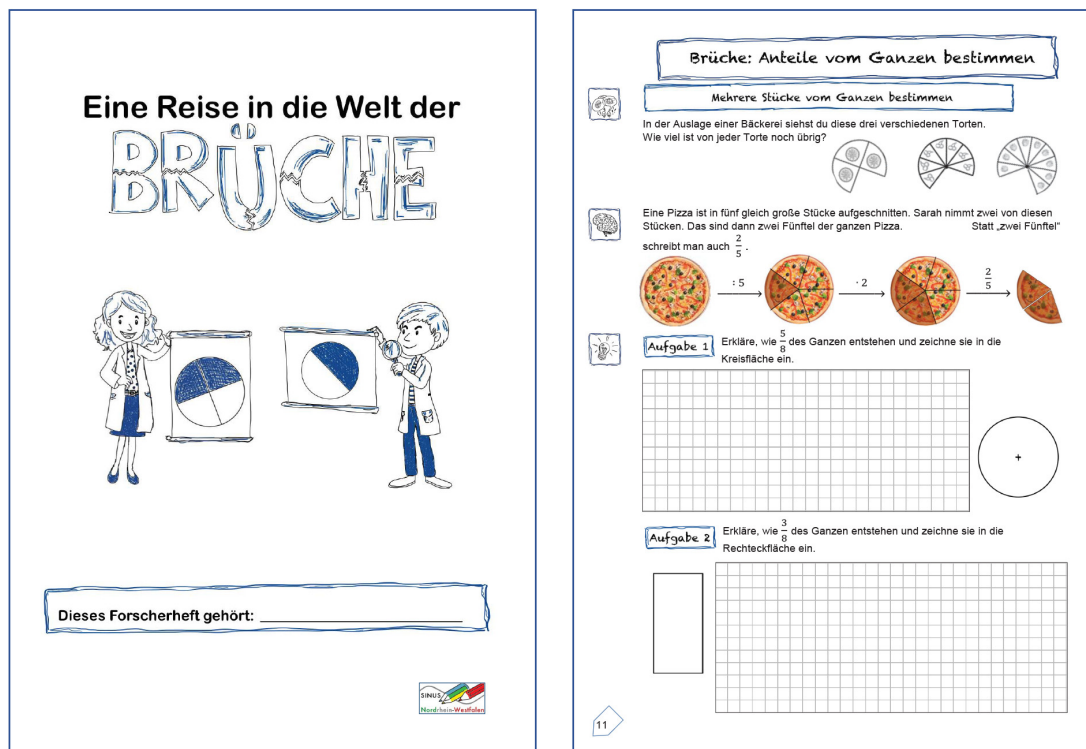 Eine Reise in die Welt der
BRÜCHE
Dieses Forscherheft gehört:
SINUS
Nordrhein-Westfalen
Brüche: Anteile vom Ganzen bestimmen
Mehrere Stücke vom Ganzen bestimmen
In der Auslage einer Bäckerei siehst du diese drei verschiedenen Torten.
Wie viel ist von jeder Torte noch übrig?
Eine Pizza ist in fünf gleich große Stücke aufgeschnitten. Sarah nimmt zwei von diesen
Stücken. Das sind dann zwei Fünftel der ganzen Pizza. Statt „zwei Fünftel“
schreibt man auch 2/5 .
: 5 · 2 2/5
Aufgabe 1 Erkläre, wie 5/8 des Ganzen entstehen und zeichne sie in die
Kreisfläche ein.
Aufgabe 2 Erkläre, wie 3/8 des Ganzen entstehen und zeichne sie in die
Rechteckfläche ein.
11